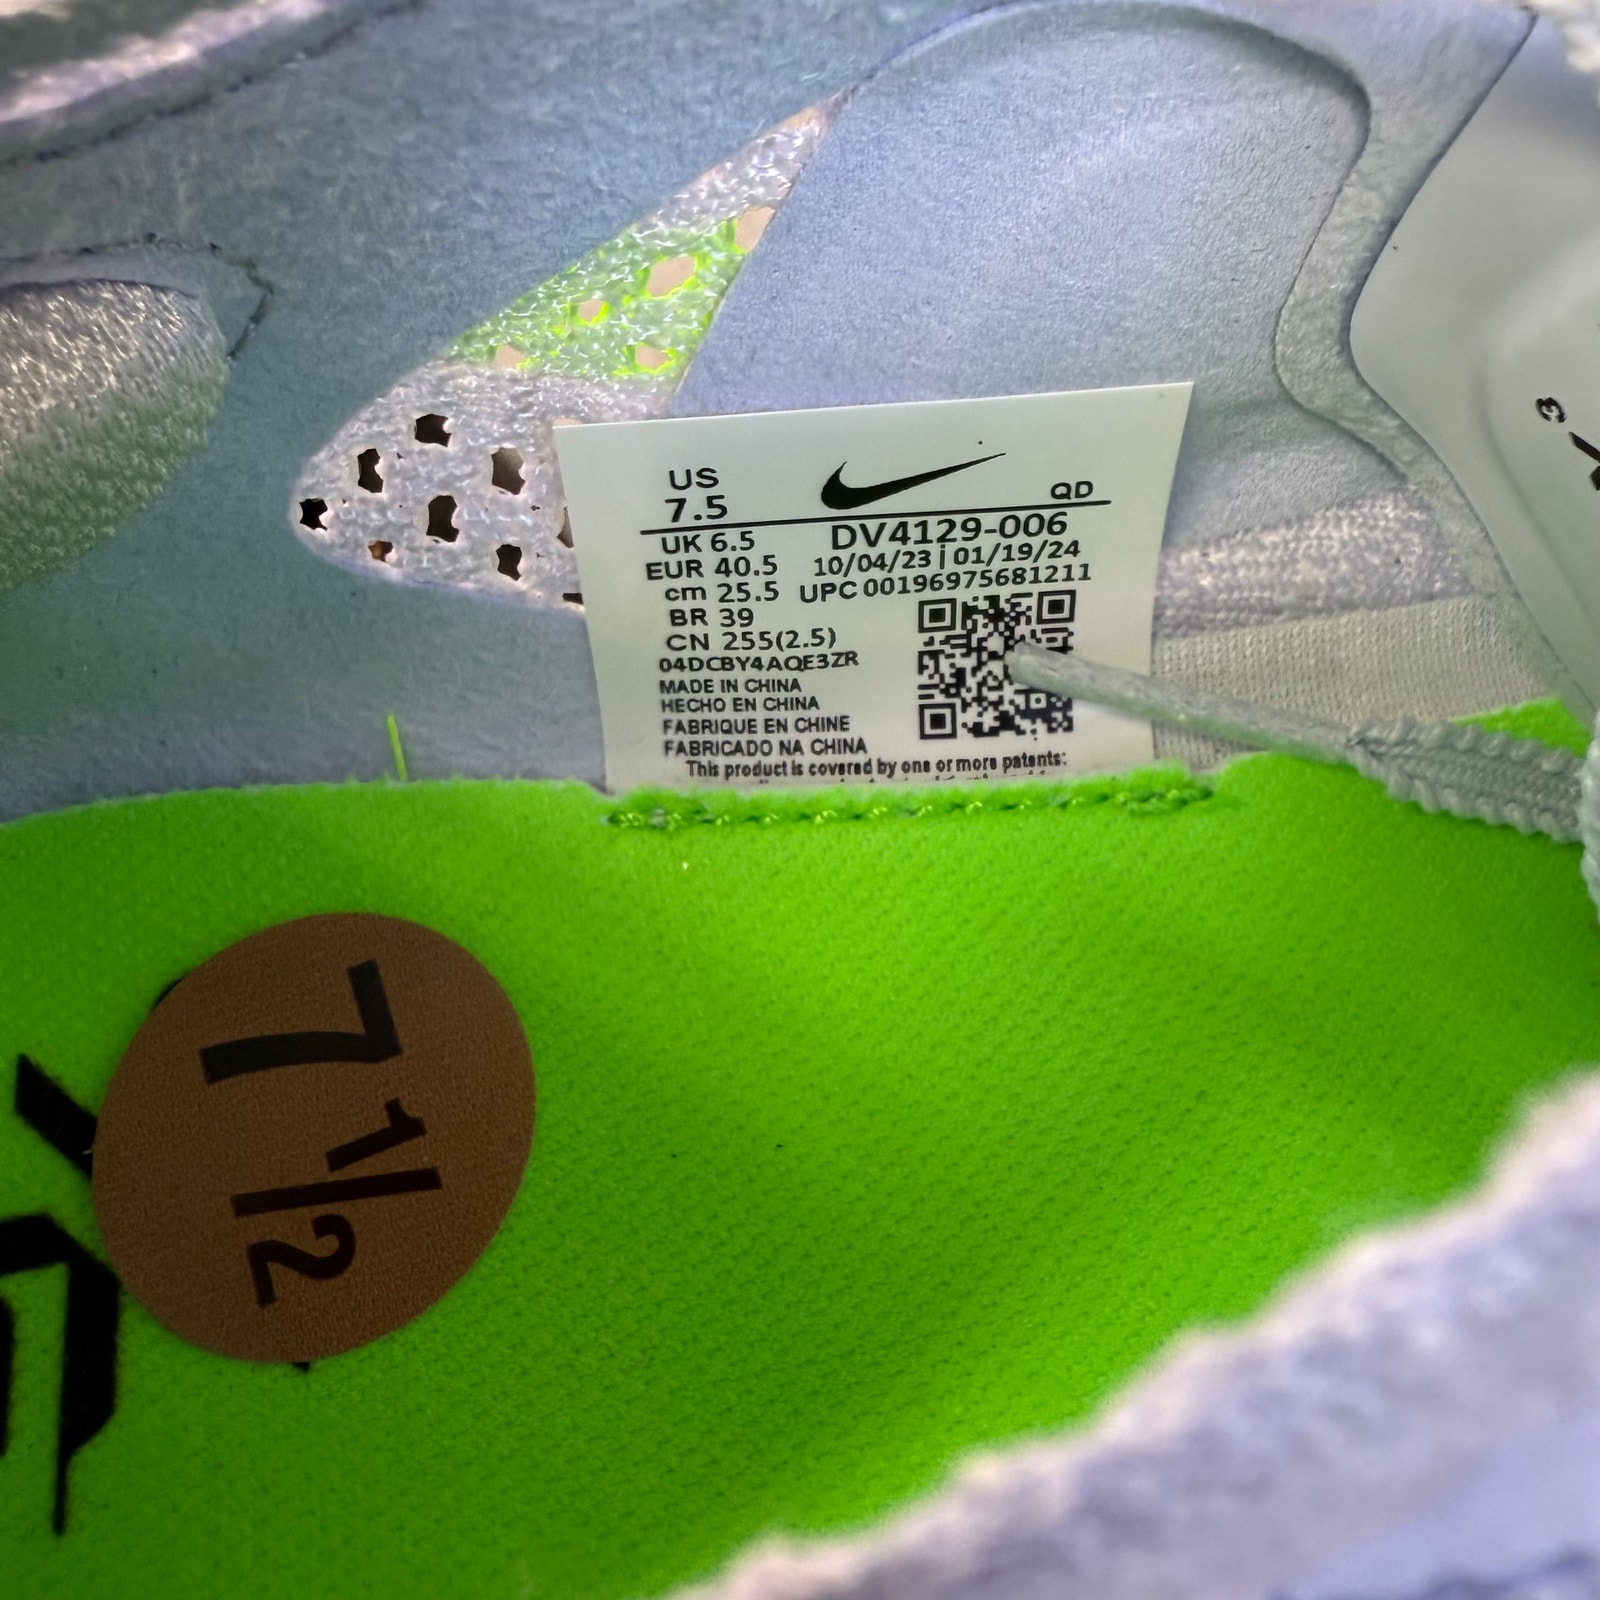 US
7.5
QD
UK 6.5
DV4129-006
EUR 40.5
10/04/23 | 01/19/24
cm 25.5
UPC 00196975681211
BR 39
CN 255(2.5)
04DCBY4AQE3ZR
MADE IN CHINA
HECHO EN CHINA
FABRIQUE EN CHINE
FABRICADO NA CHINA
This product is covered by one or more patents:
7 1/2
3